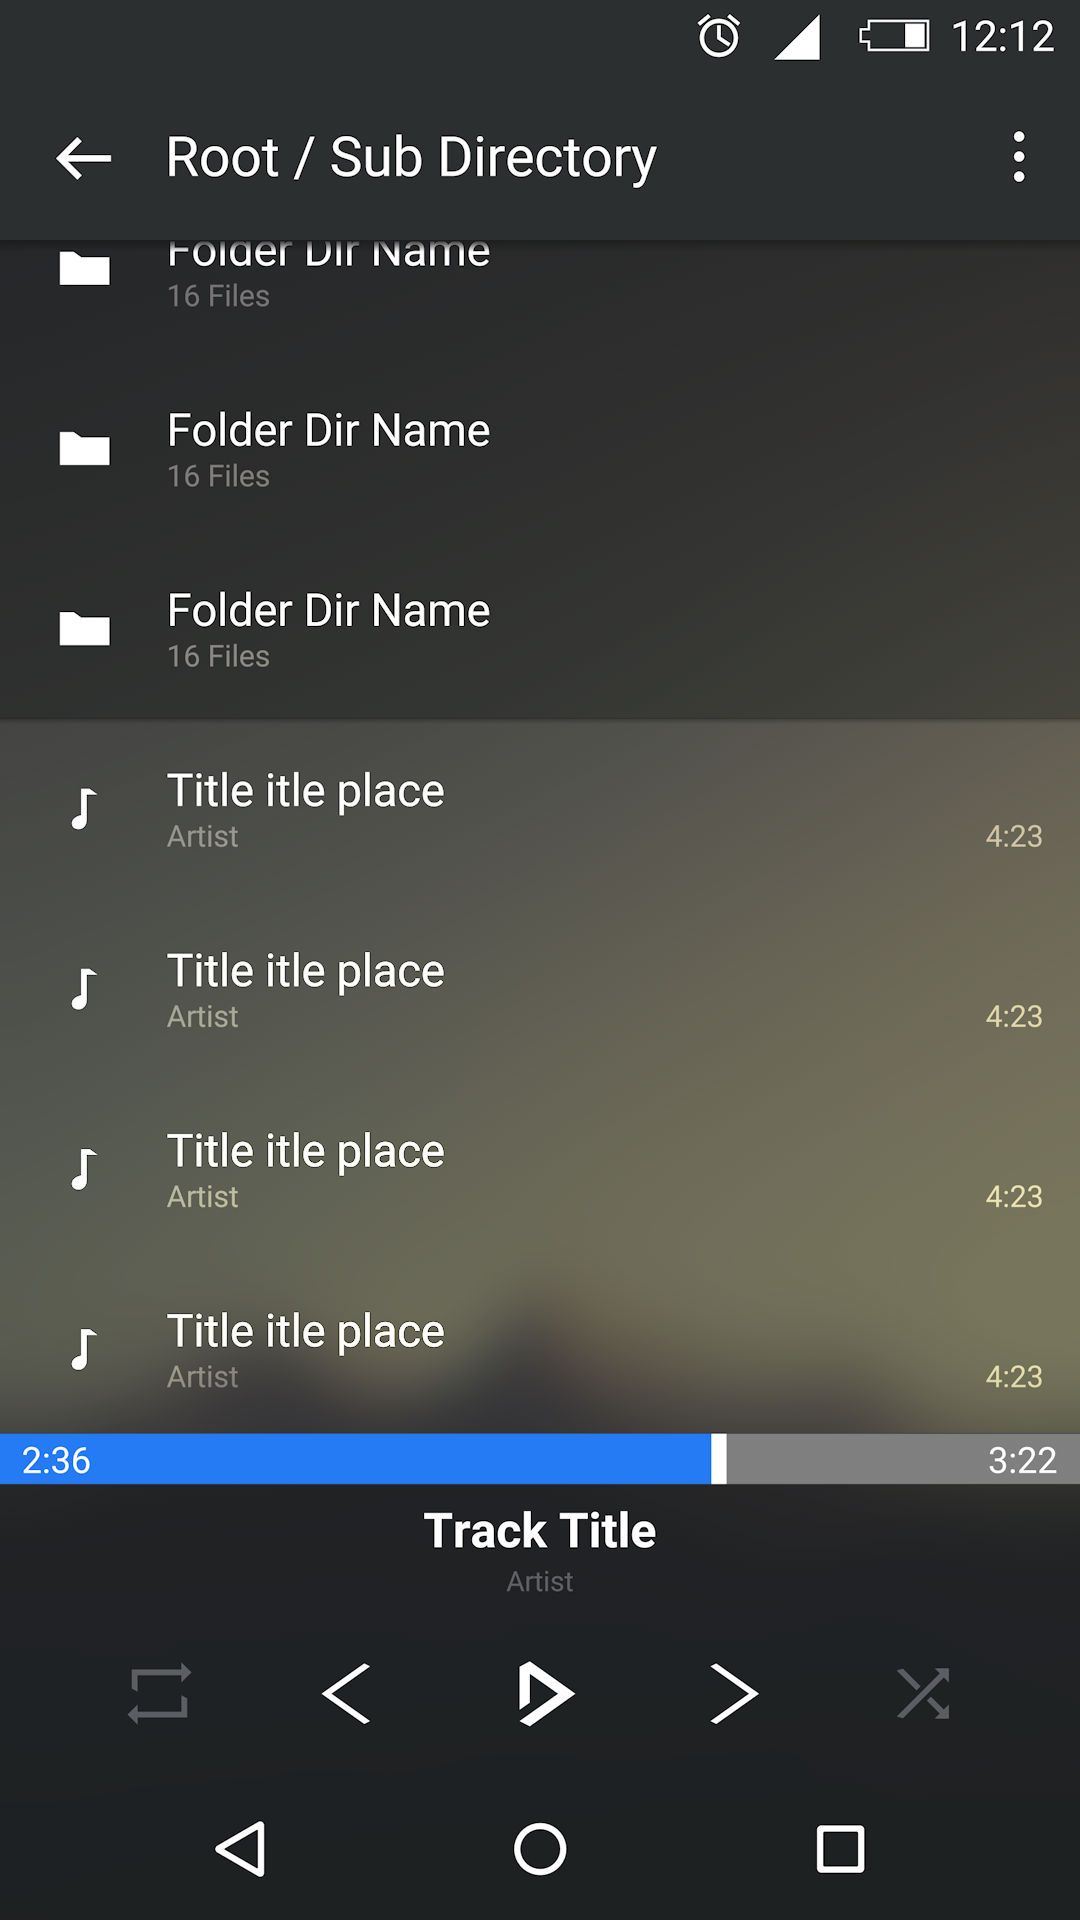 12:12
Root / Sub Directory
Folder Dir Name
16 Files
Folder Dir Name
16 Files
Folder Dir Name
16 Files
Title itle place
Artist 4:23
Title itle place
Artist 4:23
Title itle place
Artist 4:23
Title itle place
Artist 4:23
2:36 3:22
Track Title
Artist